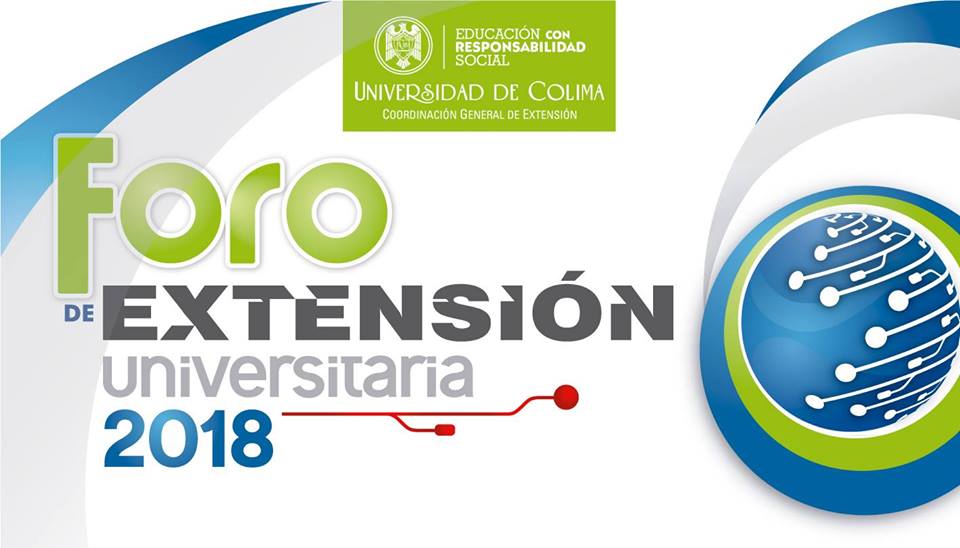 EDUCACIÓN CON
RESPONSABILIDAD
SOCIAL
UNIVERSIDAD DE COLIMA
COORDINACIÓN GENERAL DE EXTENSIÓN
Foro
DE EXTENSIÓN
universitaria
2018